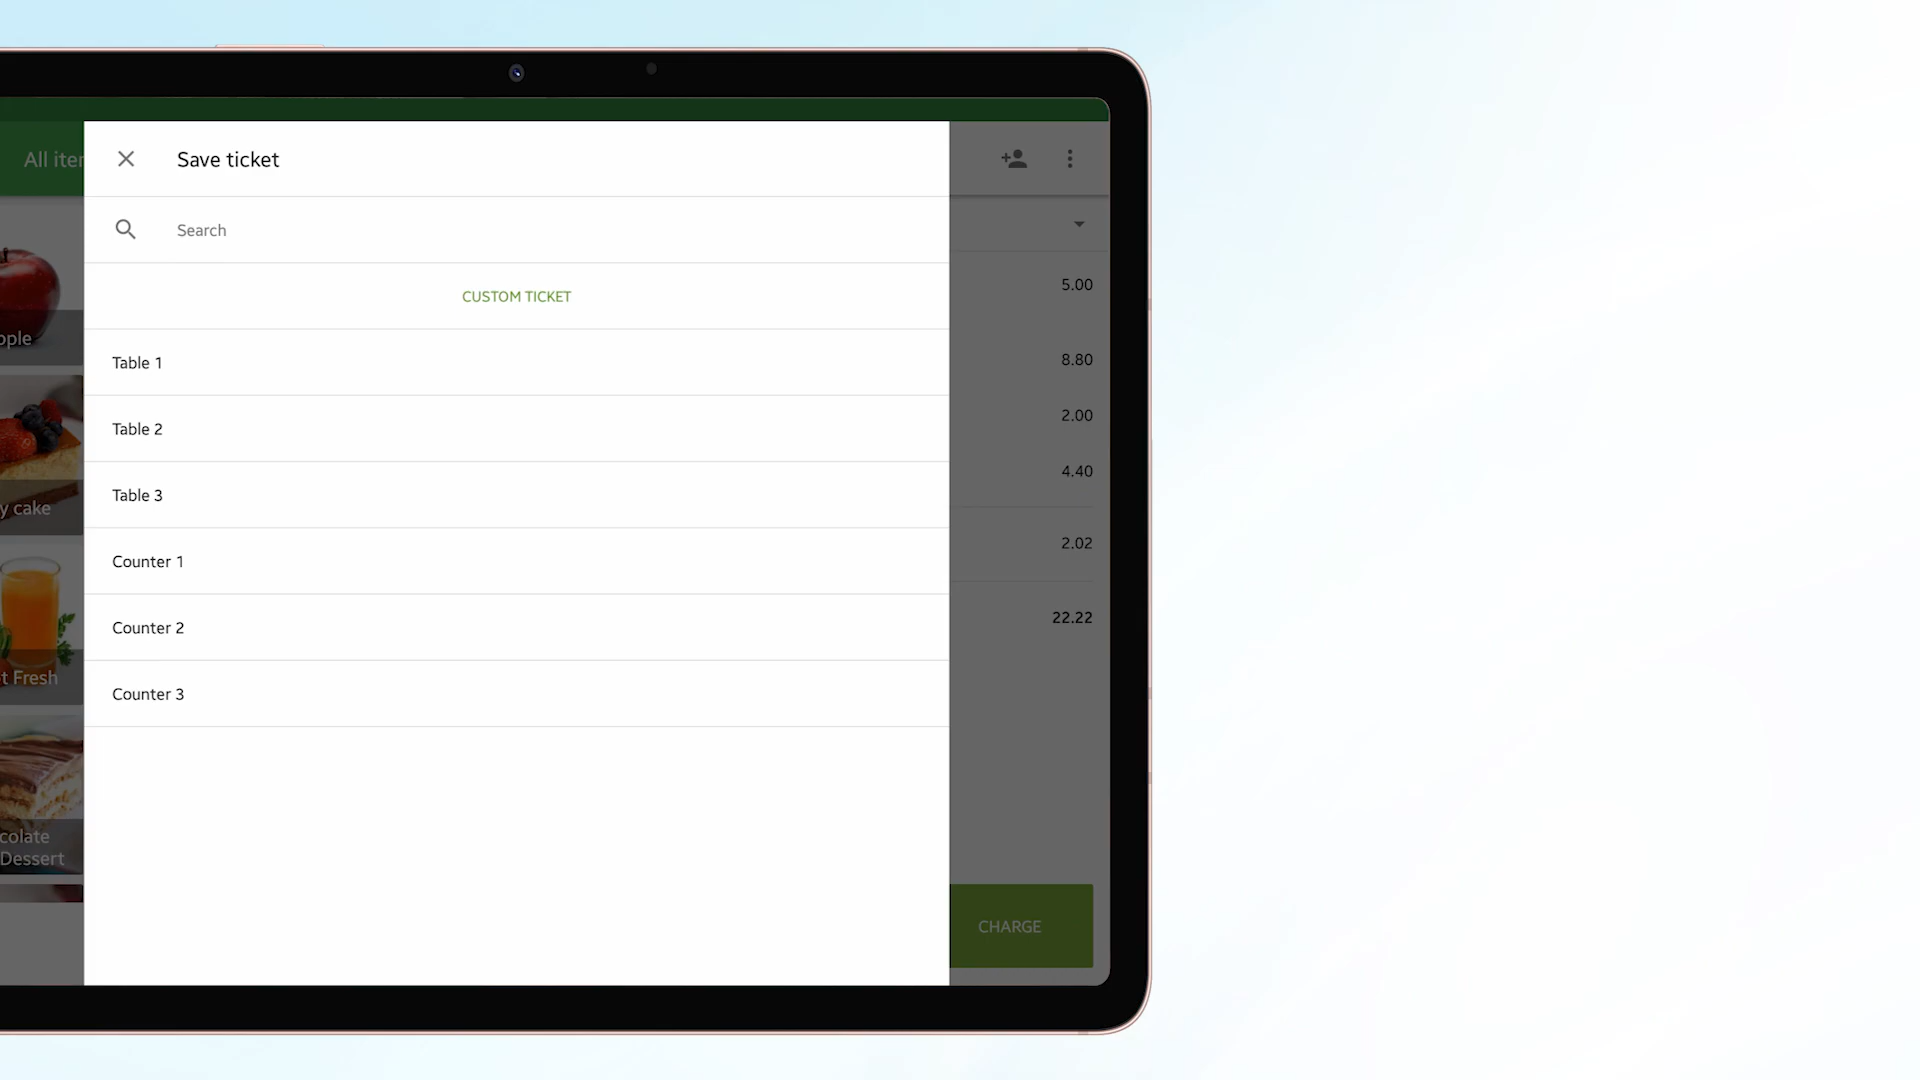 All iter
Save ticket
Search
CUSTOM TICKET
Table 1
Table 2
Table 3
Counter 1
Counter 2
Counter 3
ople
y cake
t Fresh
colate
Dessert
5.00
8.80
2.00
4.40
2.02
22.22
CHARGE